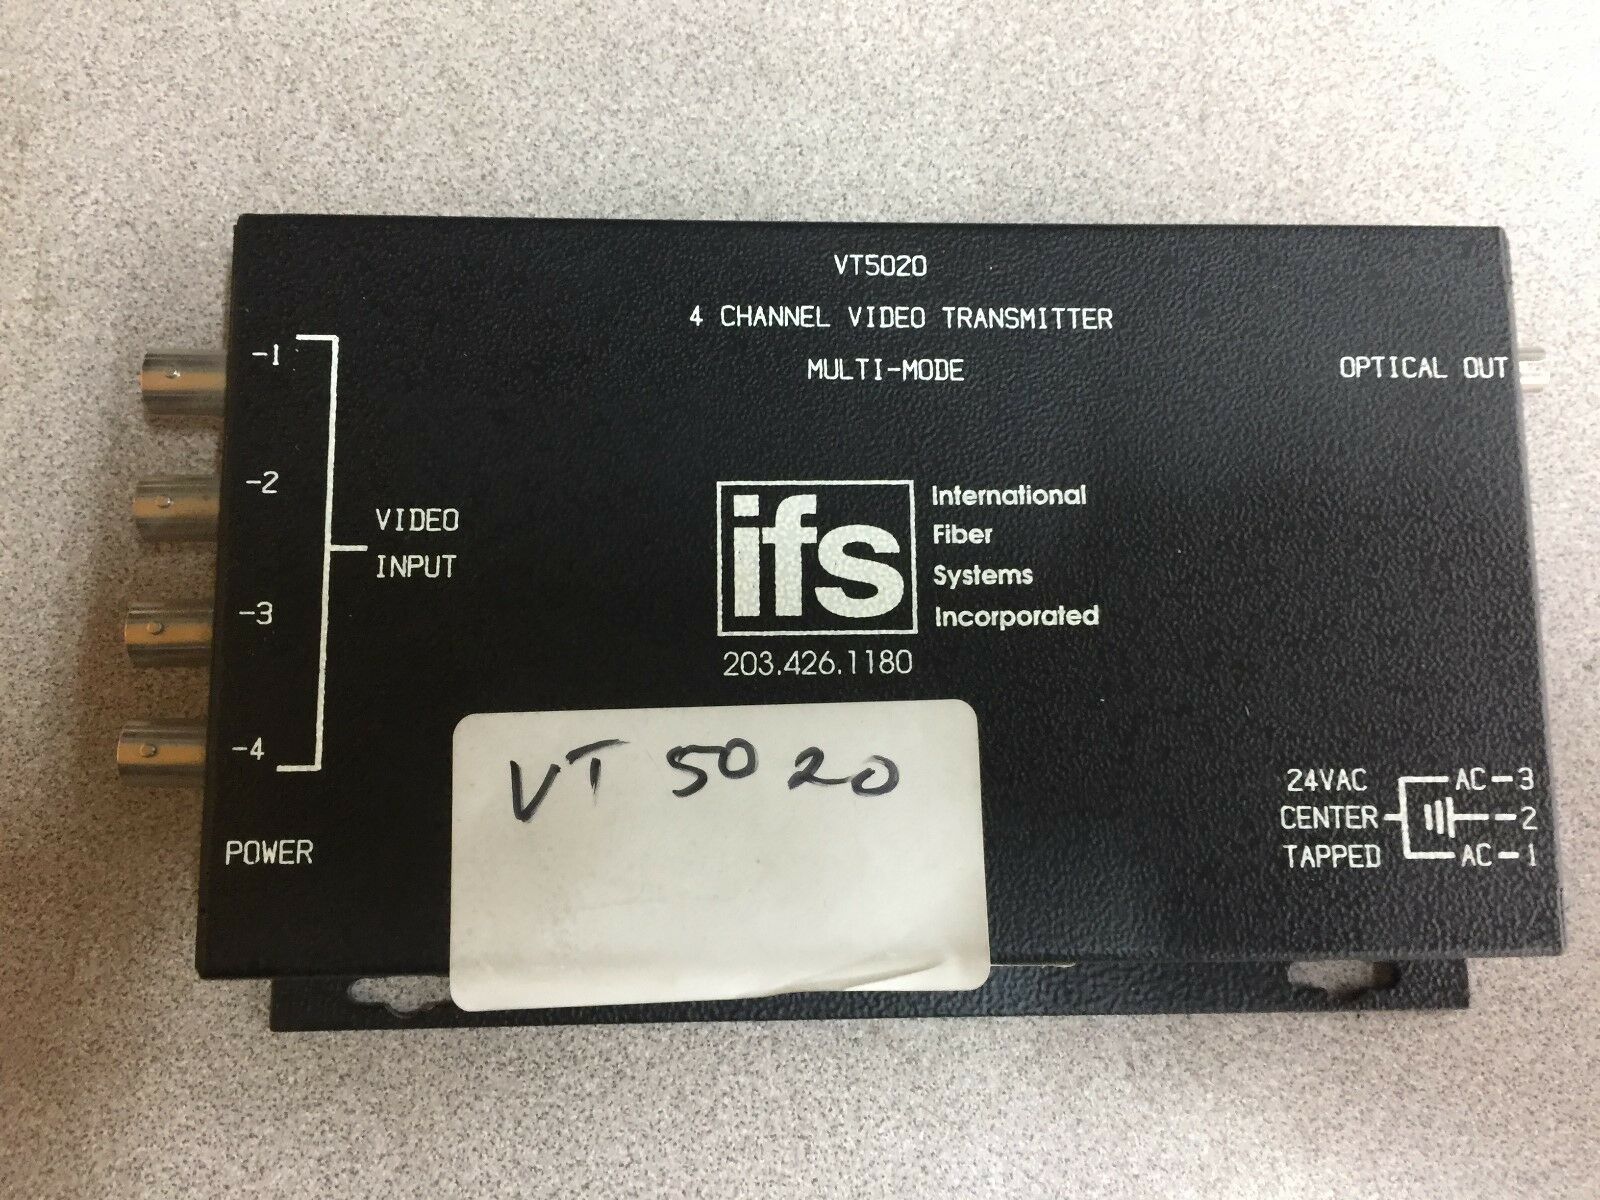 VT5020
4 CHANNEL VIDEO TRANSMITTER
MULTI-MODE
OPTICAL OUT
-1
-2
-3
-4
VIDEO
INPUT
POWER
ifs
International
Fiber
Systems
Incorporated
203.426.1180
VT 5020
24VAC
CENTER
TAPPED
AC-3
-2
AC-1